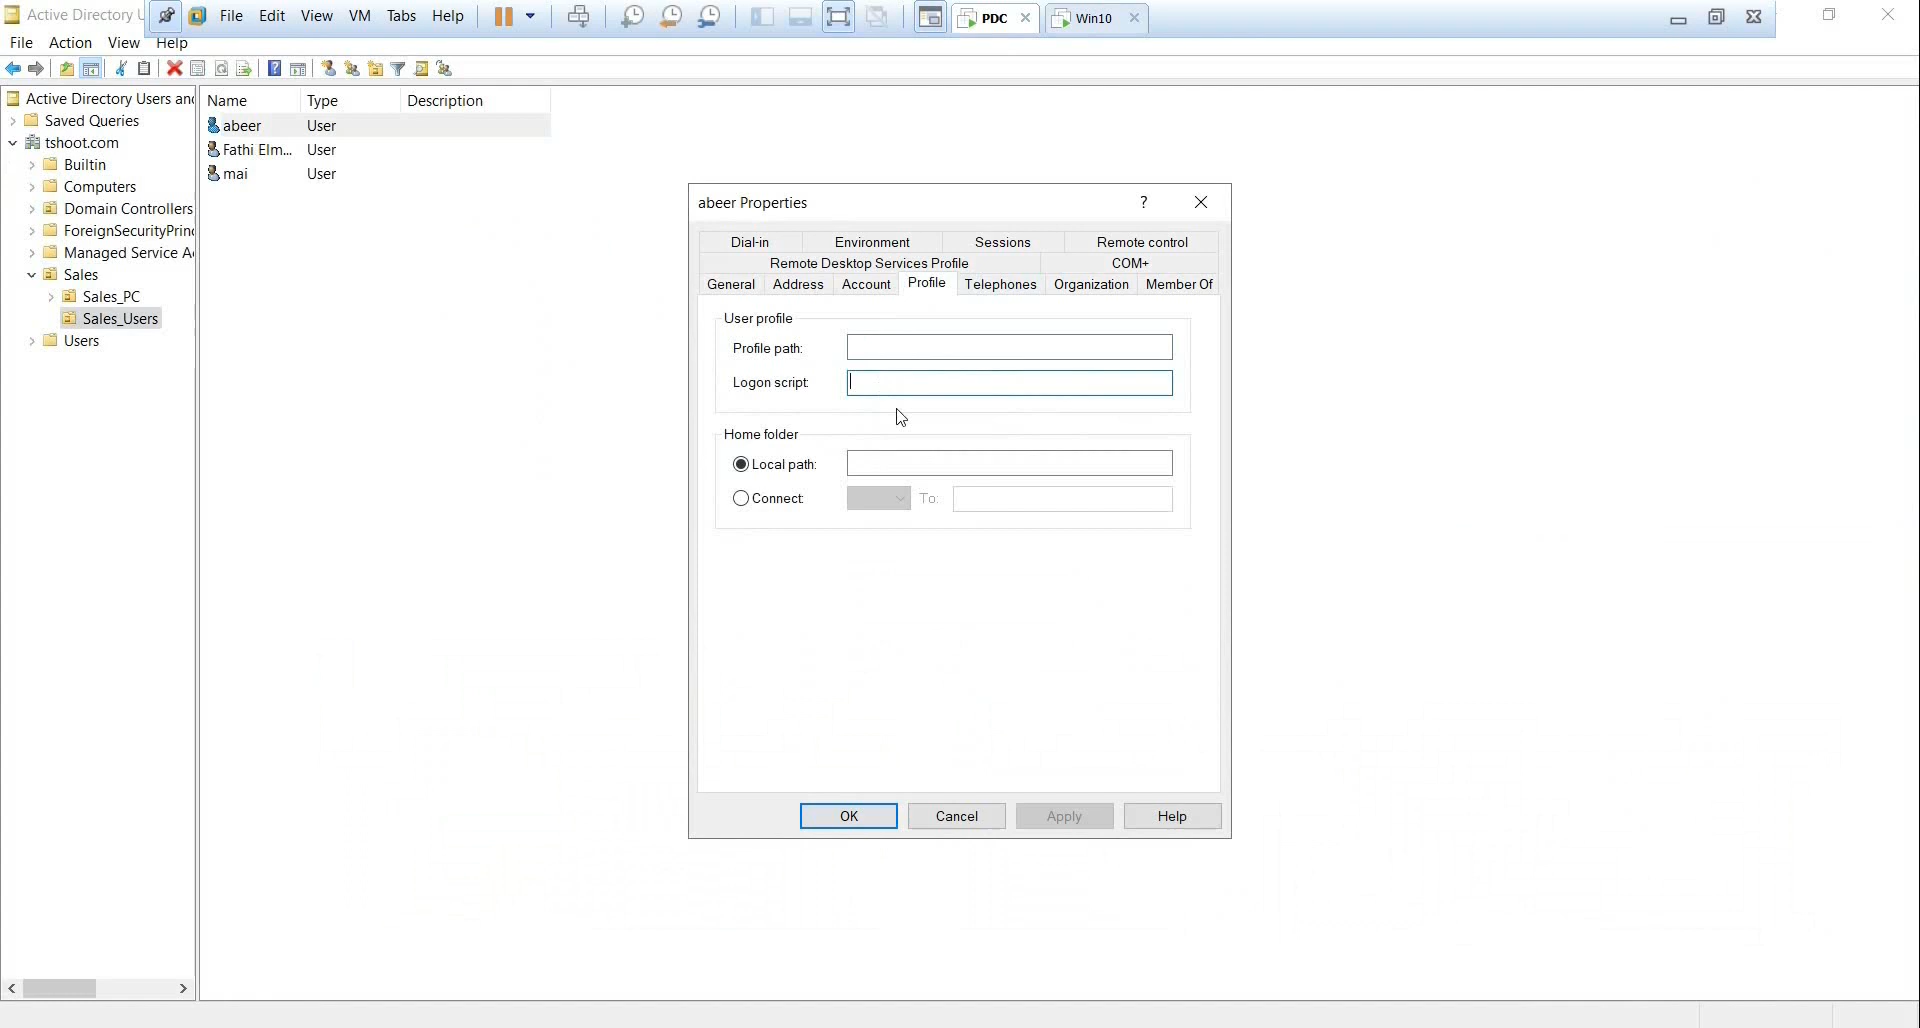 Active Directory U
File Edit View VM Tabs Help
PDC
Win10
File Action View Help
Active Directory Users an
Saved Queries
tshoot.com
Builtin
Computers
Domain Controllers
ForeignSecurityPrin
Managed Service A
Sales
Sales_PC
Sales_Users
Users
Name Type Description
abeer User
Fathi Elm... User
mai User
abeer Properties
?
Dial-in Environment Sessions Remote control
Remote Desktop Services Profile COM+
General Address Account Profile Telephones Organization Member Of
User profile
Profile path:
Logon script:
Home folder
Local path:
Connect: To:
OK Cancel Apply Help